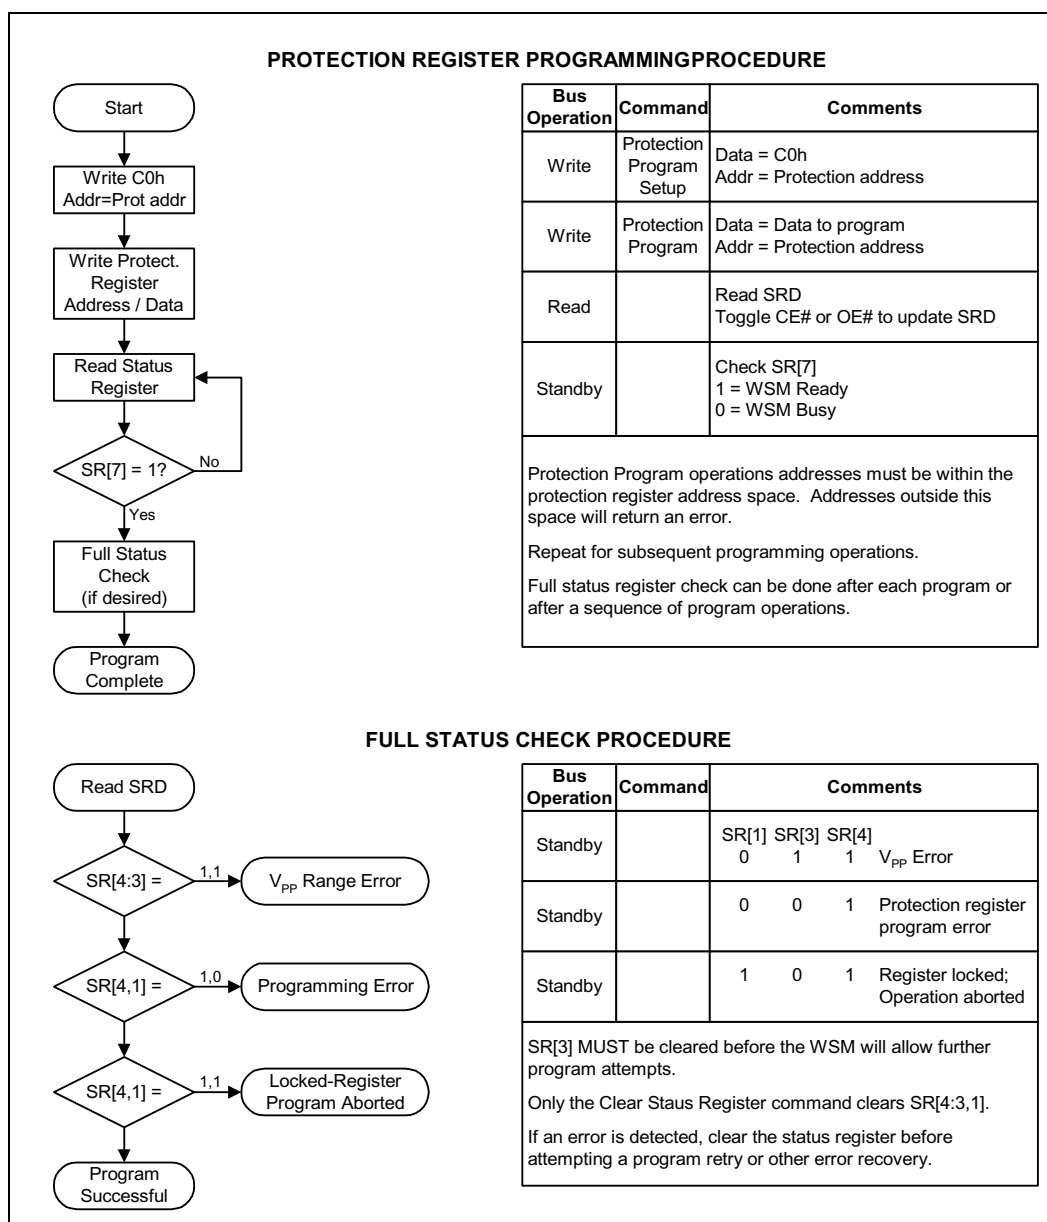 PROTECTION REGISTER PROGRAMMINGPROCEDURE
Start
Write C0h
Addr=Prot addr
Write Protect.
Register
Address / Data
Read Status
Register
SR[7] = 1?
No
Yes
Full Status
Check
(if desired)
Program
Complete
Bus
Operation
Command
Comments
Write
Protection
Program
Setup
Data = C0h
Addr = Protection address
Write
Protection
Program
Data = Data to program
Addr = Protection address
Read
Read SRD
Toggle CE# or OE# to update SRD
Standby
Check SR[7]
1 = WSM Ready
0 = WSM Busy
Protection Program operations addresses must be within the
protection register address space. Addresses outside this
space will return an error.
Repeat for subsequent programming operations.
Full status register check can be done after each program or
after a sequence of program operations.
FULL STATUS CHECK PROCEDURE
Read SRD
SR[4:3] =
1,1
VPP Range Error
SR[4,1] =
1,0
Programming Error
SR[4,1] =
1,1
Locked-Register
Program Aborted
Program
Successful
Bus
Operation
Command
Comments
Standby
SR[1] SR[3] SR[4]
0 1 1 VPP Error
Standby
0 0 1 Protection register
program error
Standby
1 0 1 Register locked;
Operation aborted
SR[3] MUST be cleared before the WSM will allow further
program attempts.
Only the Clear Staus Register command clears SR[4:3,1].
If an error is detected, clear the status register before
attempting a program retry or other error recovery.